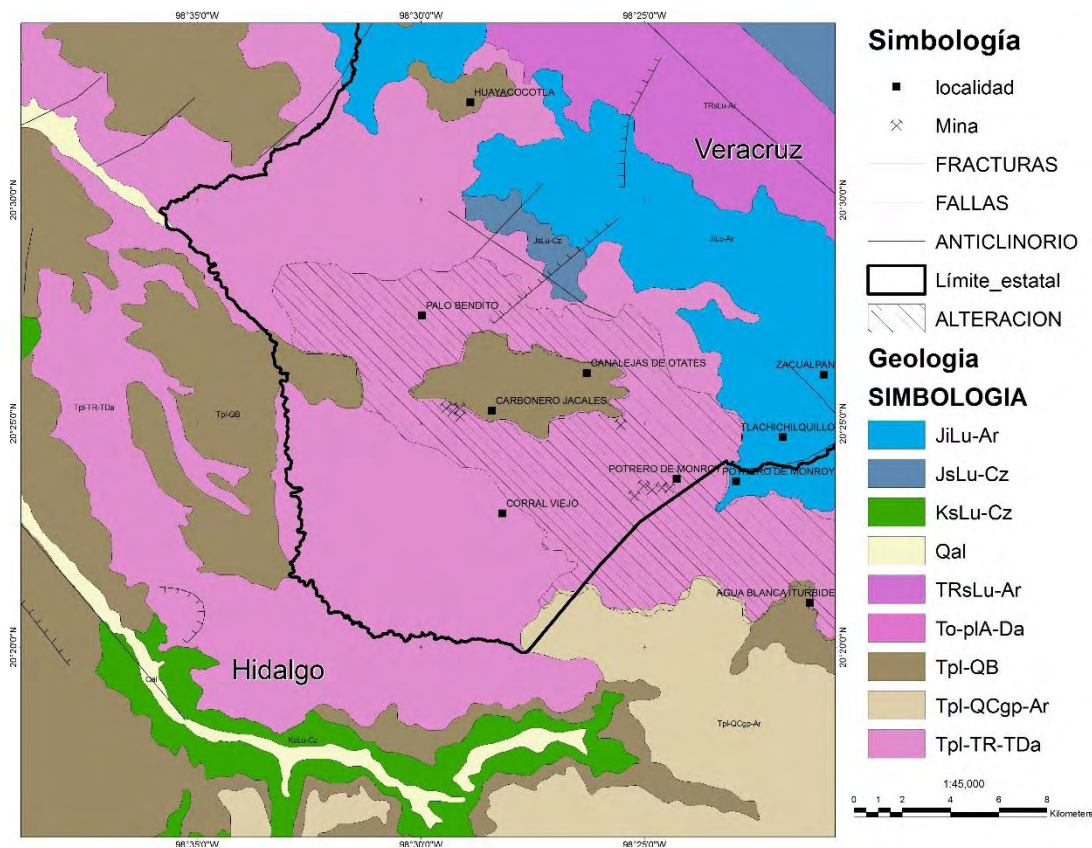 98°35'0"W 98°30'0"W 98°25'0"W
HUAYACOCOTLA
TRsLu-Ar
Veracruz
20°30'0"N
20°30'0"N
JsLu-Cz
JiLu-Ar
PALO BENDITO
CANALEJAS DE OTATES
ZACUALPAN
Tpl-TR-TDa
Tpl-QB
CARBONERO JACALES
20°25'0"N
20°25'0"N
TLACHICHILQUILLO
POTRERO DE MONROY
POTRERO DE MONROY
CORRAL VIEJO
AGUA BLANCA ITURBIDE
20°20'0"N
20°20'0"N
Hidalgo
Qal
KsLu-Cz
Tpl-QCgp-Ar
98°35'0"W 98°30'0"W 98°25'0"W
Simbología
localidad
Mina
FRACTURAS
FALLAS
ANTICLINORIO
Límite_estatal
ALTERACION
Geologia
SIMBOLOGIA
JiLu-Ar
JsLu-Cz
KsLu-Cz
Qal
TRsLu-Ar
To-plA-Da
Tpl-QB
Tpl-QCgp-Ar
Tpl-TR-TDa
1:45,000
0 1 2 4 6 8
Kilometers